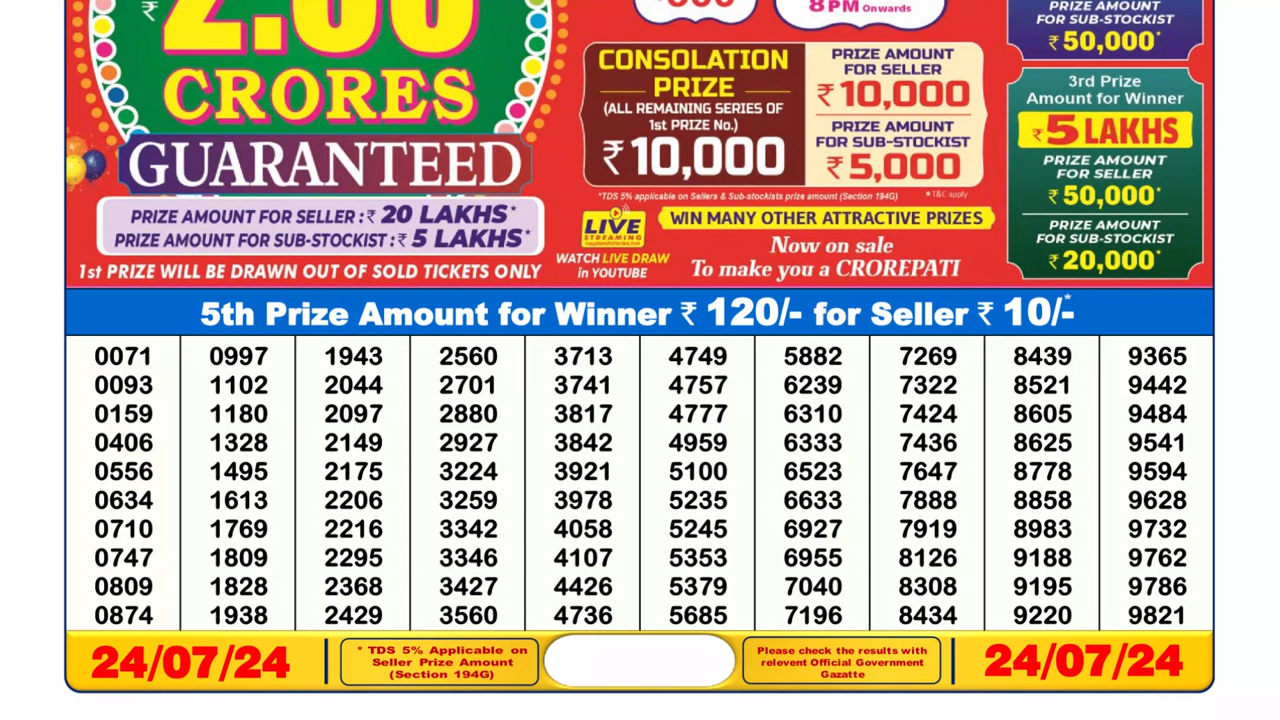 CRORES
GUARANTEED
PRIZE AMOUNT FOR SELLER : ₹ 20 LAKHS*
PRIZE AMOUNT FOR SUB-STOCKIST : ₹ 5 LAKHS*
1st PRIZE WILL BE DRAWN OUT OF SOLD TICKETS ONLY
8PM Onwards
CONSOLATION
PRIZE
(ALL REMAINING SERIES OF
1st PRIZE No.)
₹ 10,000
PRIZE AMOUNT
FOR SELLER
₹ 10,000
PRIZE AMOUNT
FOR SUB-STOCKIST
₹ 5,000
*TDS 5% applicable on Sellers & Sub-stockists prize amount (Section 194G)
*T&C apply
LIVE
STREAMING
WATCH LIVE DRAW
in YOUTUBE
WIN MANY OTHER ATTRACTIVE PRIZES
Now on sale
To make you a CROREPATI
PRIZE AMOUNT
FOR SUB-STOCKIST
₹ 50,000*
3rd Prize
Amount for Winner
₹ 5 LAKHS
PRIZE AMOUNT
FOR SELLER
₹ 50,000*
PRIZE AMOUNT
FOR SUB-STOCKIST
₹ 20,000*
5th Prize Amount for Winner ₹ 120/- for Seller ₹ 10/-*
0071 0997 1943 2560 3713 4749 5882 7269 8439 9365
0093 1102 2044 2701 3741 4757 6239 7322 8521 9442
0159 1180 2097 2880 3817 4777 6310 7424 8605 9484
0406 1328 2149 2927 3842 4959 6333 7436 8625 9541
0556 1495 2175 3224 3921 5100 6523 7647 8778 9594
0634 1613 2206 3259 3978 5235 6633 7888 8858 9628
0710 1769 2216 3342 4058 5245 6927 7919 8983 9732
0747 1809 2295 3346 4107 5353 6955 8126 9188 9762
0809 1828 2368 3427 4426 5379 7040 8308 9195 9786
0874 1938 2429 3560 4736 5685 7196 8434 9220 9821
24/07/24
* TDS 5% Applicable on
Seller Prize Amount
(Section 194G)
Please check the results with
relevent Official Government
Gazatte
24/07/24